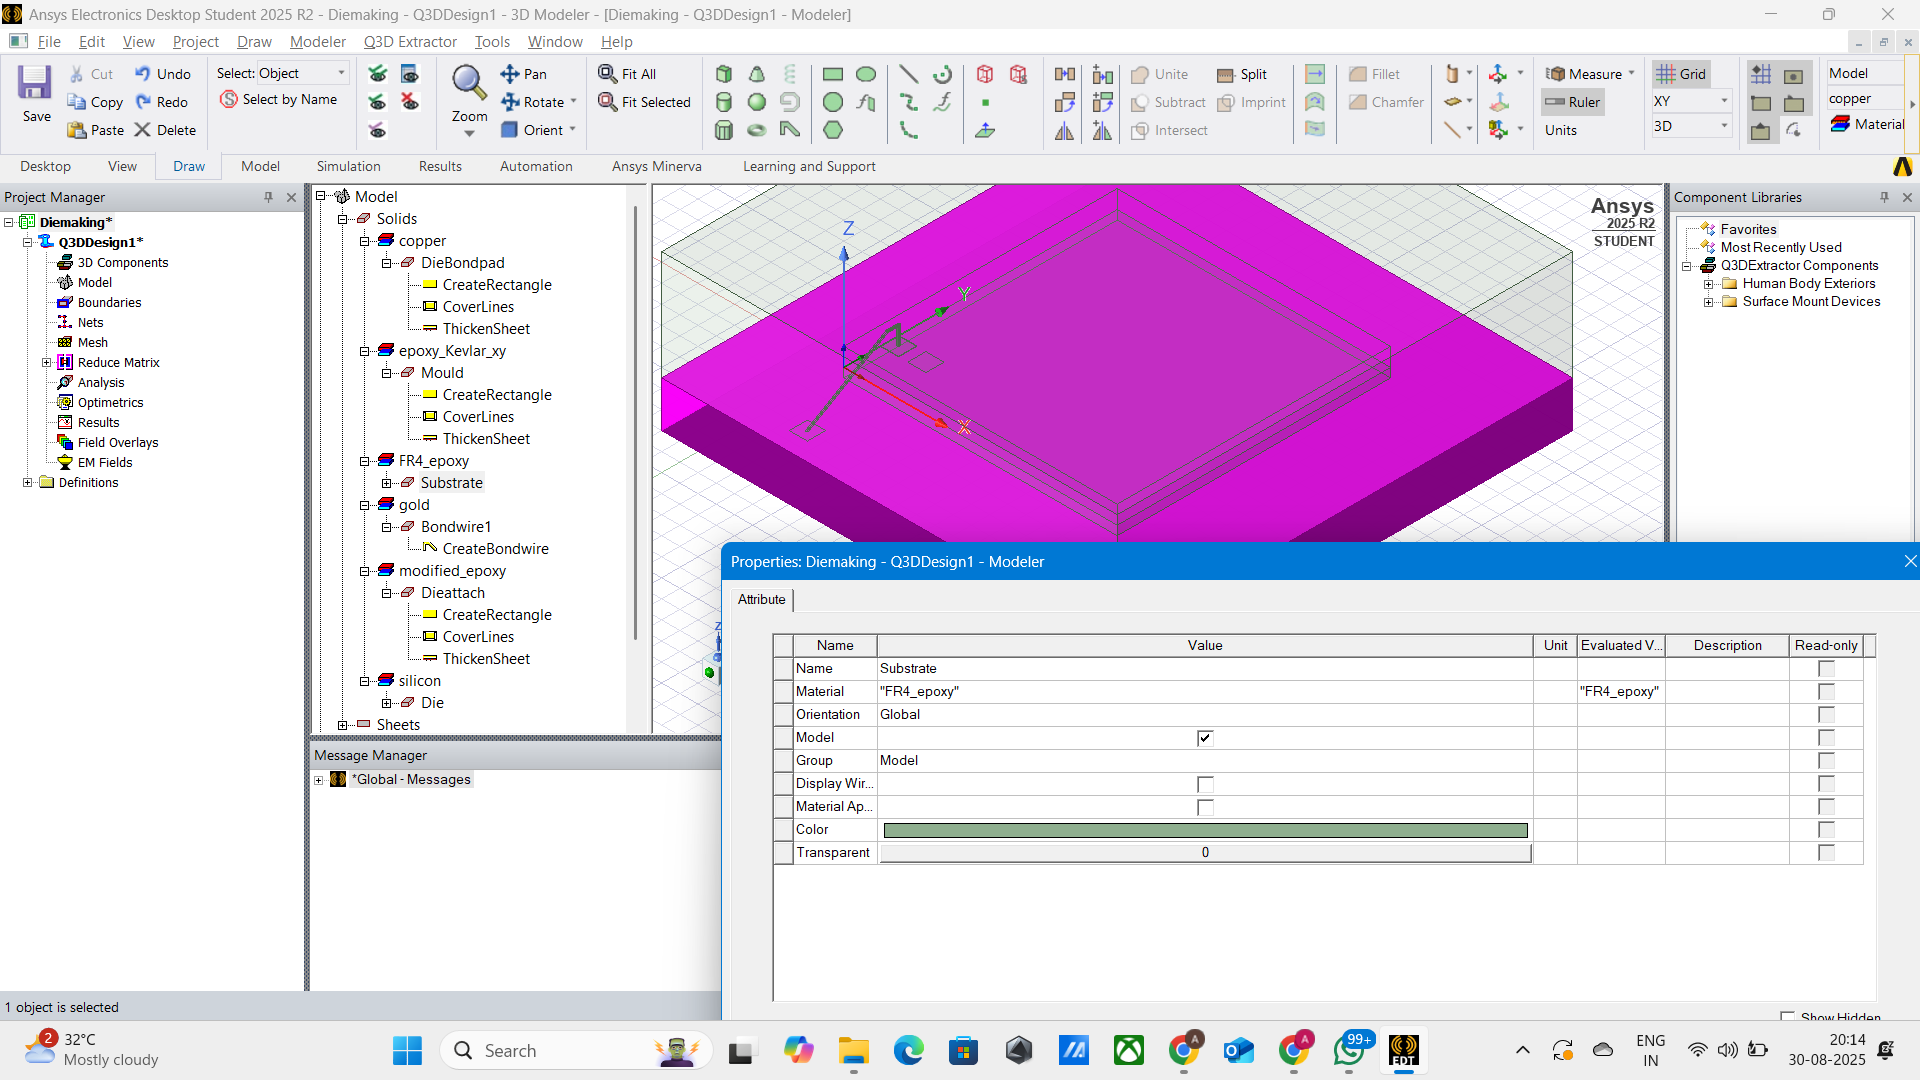 Ansys Electronics Desktop Student 2025 R2 - Diemaking - Q3DDesign1 - 3D Modeler - [Diemaking - Q3DDesign1 - Modeler]
File Edit View Project Draw Modeler Q3D Extractor Tools Window Help
Save
Cut
Copy
Paste
Undo
Redo
Delete
Select: Object
Select by Name
Zoom
Pan
Rotate
Orient
Fit All
Fit Selected
Unite
Subtract
Intersect
Split
Imprint
Fillet
Chamfer
Measure
Ruler
Units
Grid
XY
3D
Model
copper
Material
Desktop View Draw Model Simulation Results Automation Ansys Minerva Learning and Support
Project Manager
Diemaking*
Q3DDesign1*
3D Components
Model
Boundaries
Nets
Mesh
Reduce Matrix
Analysis
Optimetrics
Results
Field Overlays
EM Fields
Definitions
Model
Solids
copper
DieBondpad
CreateRectangle
CoverLines
ThickenSheet
epoxy_Kevlar_xy
Mould
CreateRectangle
CoverLines
ThickenSheet
FR4_epoxy
Substrate
gold
Bondwire1
CreateBondwire
modified_epoxy
Dieattach
CreateRectangle
CoverLines
ThickenSheet
silicon
Die
Sheets
Z
Y
X
Z
Ansys
2025 R2
STUDENT
Component Libraries
Favorites
Most Recently Used
Q3DExtractor Components
Human Body Exteriors
Surface Mount Devices
Message Manager
*Global - Messages
Properties: Diemaking - Q3DDesign1 - Modeler
Attribute
Name Value Unit Evaluated V... Description Read-only
Name Substrate
Material "FR4_epoxy" "FR4_epoxy"
Orientation Global
Model
Group Model
Display Wir...
Material Ap...
Color
Transparent 0
Show Hidden
1 object is selected
2
32°C
Mostly cloudy
Search
A
A
99+
EDT
ENG
IN
20:14
30-08-2025